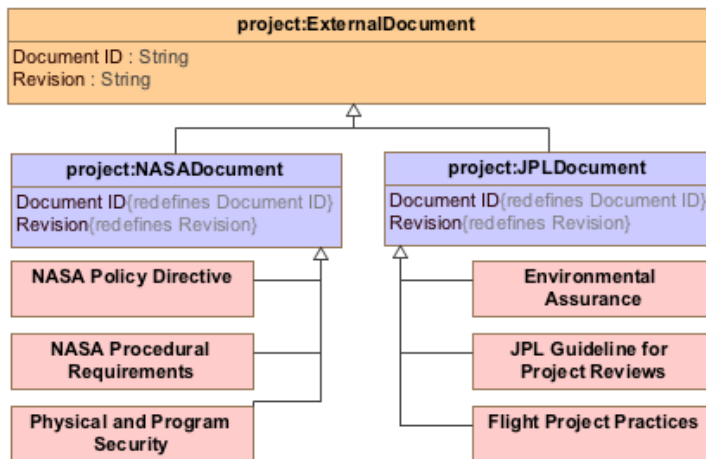 project:ExternalDocument
Document ID : String
Revision : String
project:NASADocument
Document ID{redefines Document ID}
Revision{redefines Revision}
project:JPLDocument
Document ID{redefines Document ID}
Revision{redefines Revision}
NASA Policy Directive
NASA Procedural
Requirements
Physical and Program
Security
Environmental
Assurance
JPL Guideline for
Project Reviews
Flight Project Practices